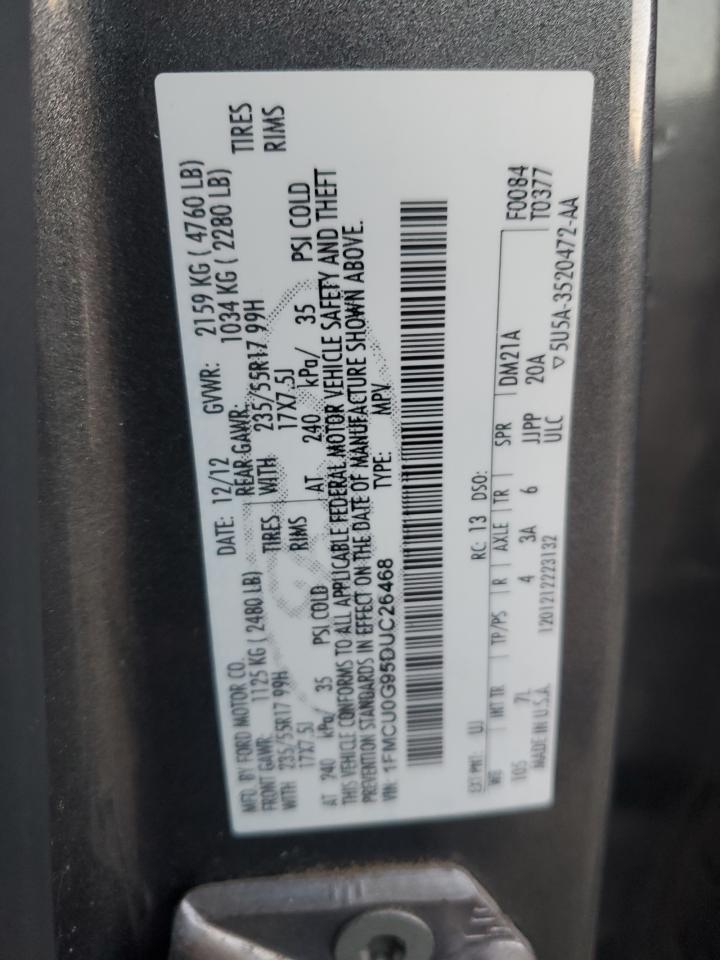 MFD. BY FORD MOTOR CO.
DATE: 12/12 GVWR: 2159 KG ( 4760 LB)
FRONT GAWR: 1125 KG ( 2480 LB) REAR GAWR: 1034 KG ( 2280 LB)
WITH 235/55R17 99H TIRES WITH 235/55R17 99H TIRES
17X7.5J RIMS 17X7.5J RIMS
AT 240 kPa/ 35 PSI COLD AT 240 kPa/ 35 PSI COLD
THIS VEHICLE CONFORMS TO ALL APPLICABLE FEDERAL MOTOR VEHICLE SAFETY AND THEFT
PREVENTION STANDARDS IN EFFECT ON THE DATE OF MANUFACTURE SHOWN ABOVE.
VIN: 1FMCU0G95DUC26468 TYPE: MPV
EXT PNT: UJ RC: 13 DSO: F0084
T0377
WB INT TR TP/PS R AXLE TR SPR DM21A
105 7L 4 3A 6 JJPP 20A
MADE IN U.S.A. 1201212223132 ULC ▽5U5A-3520472-AA